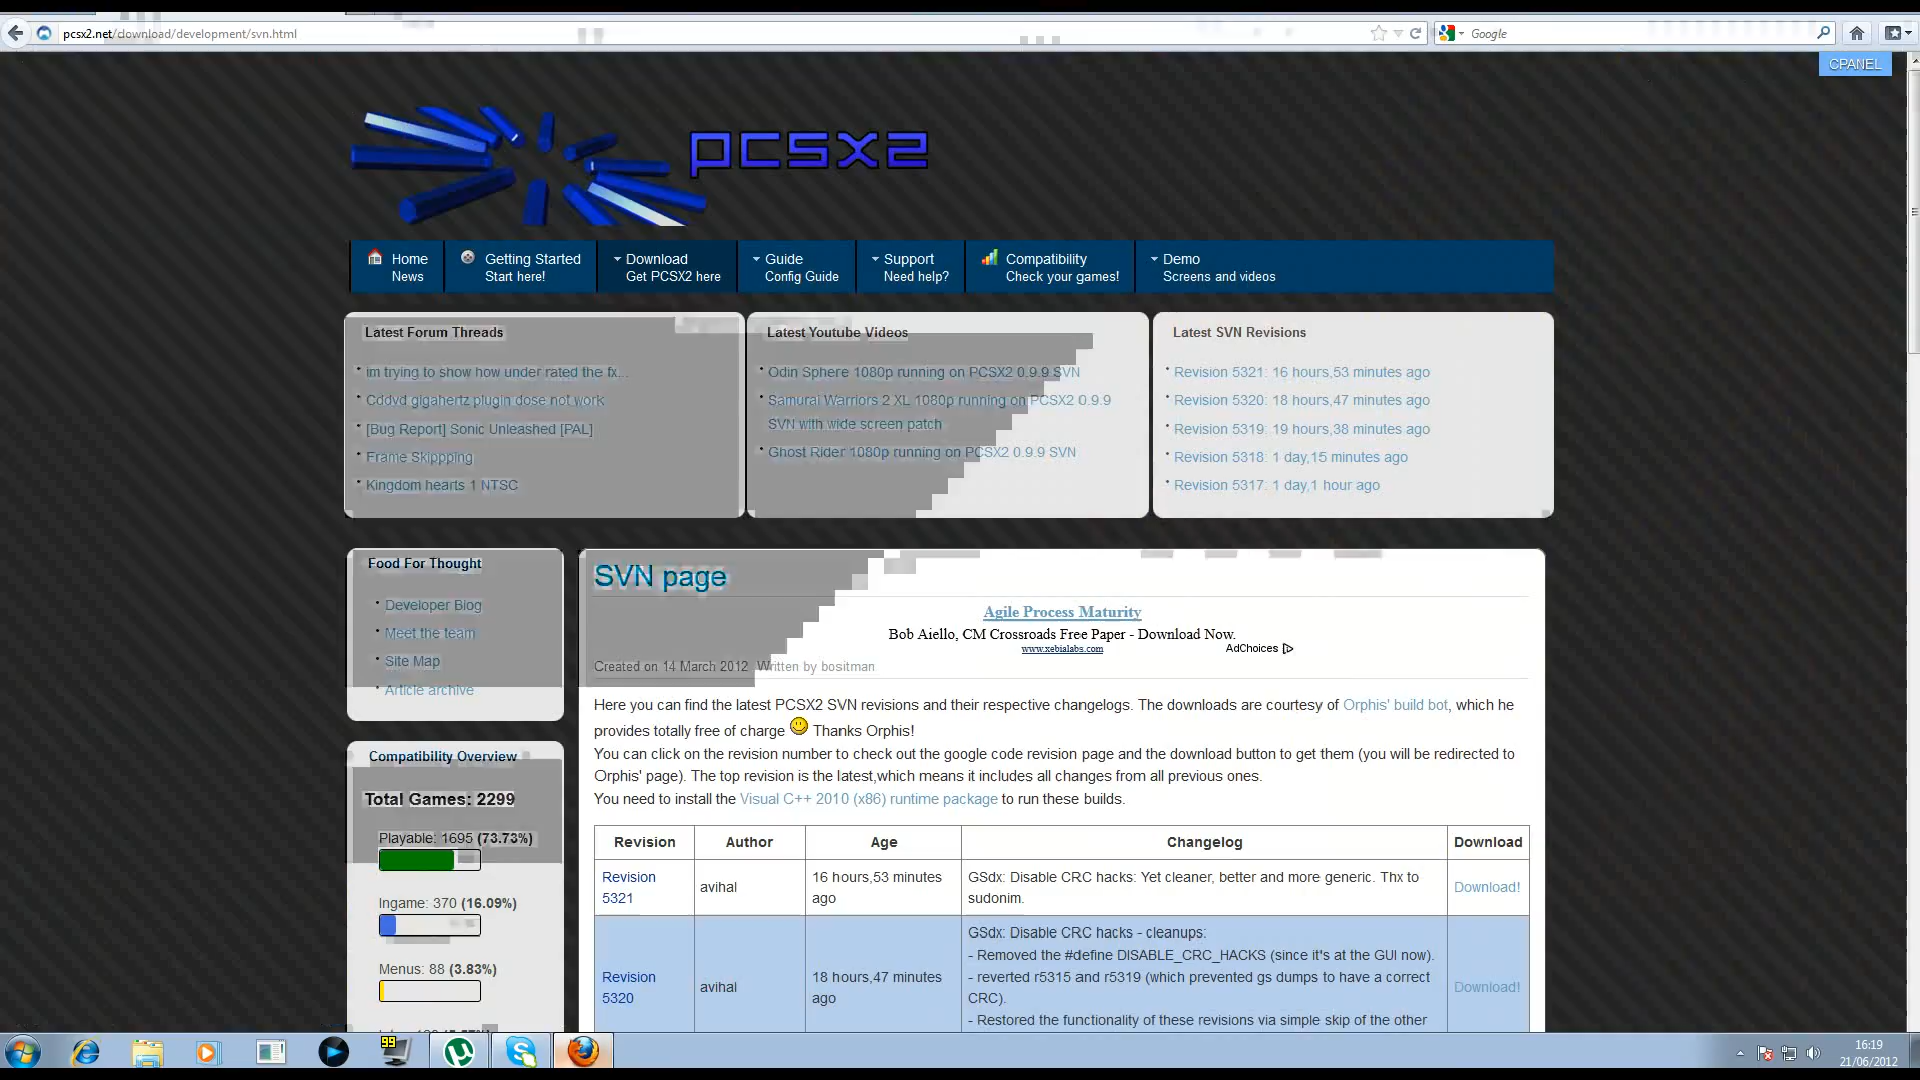 pcsx2.net/download/development/svn.html
Google
CPANEL
pcsx2
Home
News
Getting Started
Start here!
Download
Get PCSX2 here
Guide
Config Guide
Support
Need help?
Compatibility
Check your games!
Demo
Screens and videos
Latest Forum Threads
im trying to show how under rated the fx...
Cddvd gigahertz plugin dose not work
[Bug Report] Sonic Unleashed [PAL]
Frame Skippping
Kingdom hearts 1 NTSC
Latest Youtube Videos
Odin Sphere 1080p running on PCSX2 0.9.9 SVN
Samurai Warriors 2 XL 1080p running on PCSX2 0.9.9
SVN with wide screen patch
Ghost Rider 1080p running on PCSX2 0.9.9 SVN
Latest SVN Revisions
Revision 5321: 16 hours,53 minutes ago
Revision 5320: 18 hours,47 minutes ago
Revision 5319: 19 hours,38 minutes ago
Revision 5318: 1 day,15 minutes ago
Revision 5317: 1 day,1 hour ago
Food For Thought
Developer Blog
Meet the team
Site Map
Article archive
Compatibility Overview
Total Games: 2299
Playable: 1695 (73.73%)
Ingame: 370 (16.09%)
Menus: 88 (3.83%)
SVN page
Agile Process Maturity
Bob Aiello, CM Crossroads Free Paper - Download Now.
www.xebialabs.com
AdChoices
Created on 14 March 2012 Written by bositman
Here you can find the latest PCSX2 SVN revisions and their respective changelogs. The downloads are courtesy of Orphis' build bot, which he
provides totally free of charge Thanks Orphis!
You can click on the revision number to check out the google code revision page and the download button to get them (you will be redirected to
Orphis' page). The top revision is the latest,which means it includes all changes from all previous ones.
You need to install the Visual C++ 2010 (x86) runtime package to run these builds.
Revision Author Age Changelog Download
Revision 5321
avihal
16 hours,53 minutes ago
GSdx: Disable CRC hacks: Yet cleaner, better and more generic. Thx to
sudonim.
Download!
Revision 5320
avihal
18 hours,47 minutes ago
GSdx: Disable CRC hacks - cleanups:
- Removed the #define DISABLE_CRC_HACKS (since it's at the GUI now).
- reverted r5315 and r5319 (which prevented gs dumps to have a correct
CRC).
- Restored the functionality of these revisions via simple skip of the other
Download!
99
16:19
21/06/2012